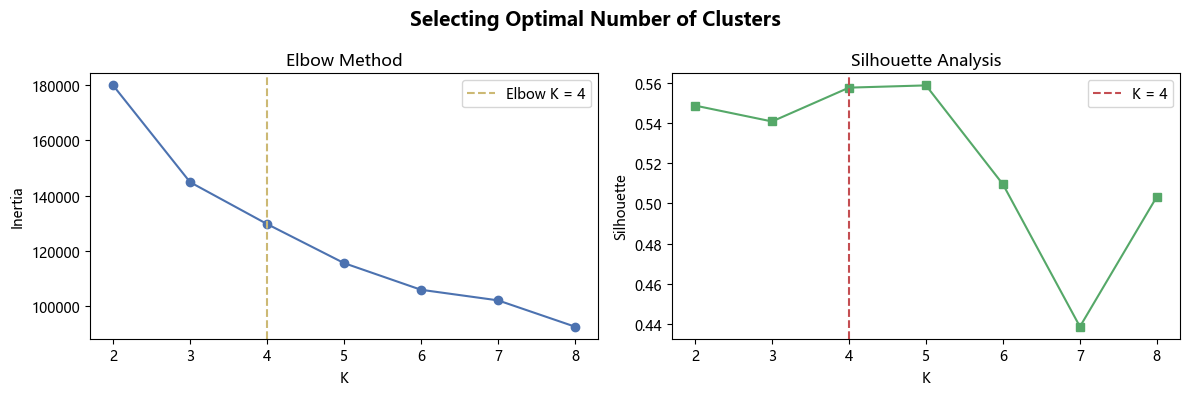 Selecting Optimal Number of Clusters
Elbow Method
Elbow K = 4
Inertia
180000
160000
140000
120000
100000
2 3 4 5 6 7 8
K
Silhouette Analysis
K = 4
Silhouette
0.56
0.54
0.52
0.50
0.48
0.46
0.44
2 3 4 5 6 7 8
K